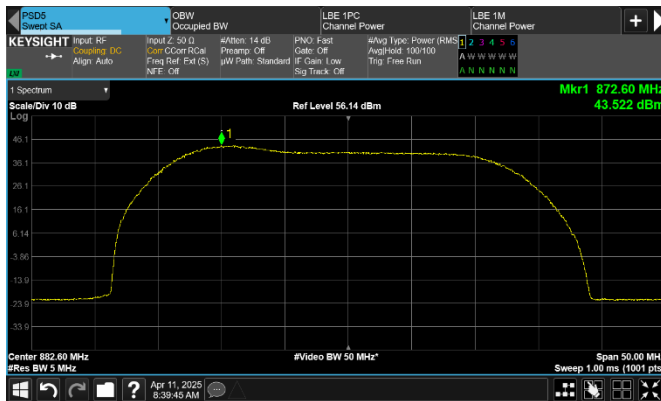 PSD5
Swept SA
OBW
Occupied BW
LBE 1PC
Channel Power
LBE 1M
Channel Power
+
KEYSIGHT
Input: RF
Coupling: DC
Align: Auto
Input Z: 50 Ω
Corr CCorr RCal
Freq Ref: Ext (S)
NFE: Off
#Atten: 14 dB
Preamp: Off
µW Path: Standard
PNO: Fast
Gate: Off
IF Gain: Low
Sig Track: Off
#Avg Type: Power (RMS
Avg|Hold: 100/100
Trig: Free Run
1 2 3 4 5 6
A W W W W W
A N N N N N
LXI
1 Spectrum
Scale/Div 10 dB
Ref Level 56.14 dBm
Mkr1 872.60 MHz
43.522 dBm
Log
1
46.1
36.1
26.1
16.1
6.14
-3.86
-13.9
-23.9
-33.9
Center 882.60 MHz
#Video BW 50 MHz*
Span 50.00 MH
#Res BW 5 MHz
Sweep 1.00 ms (1001 pts
?
Apr 11, 2025
8:39:45 AM